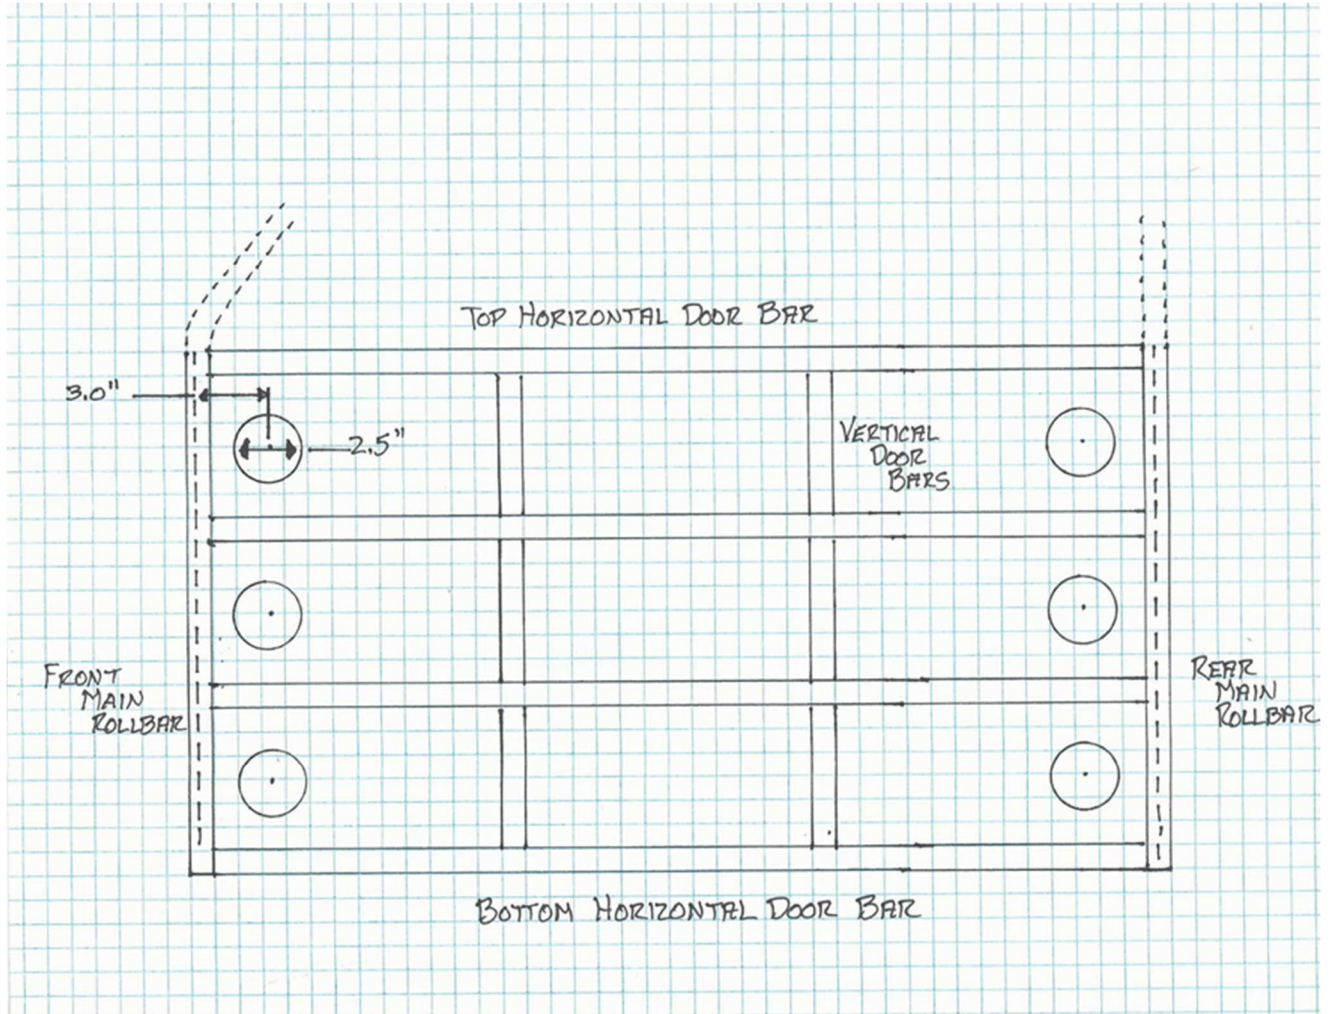 TOP HORIZONTAL DOOR BAR
3.0"
2.5"
VERTICAL
DOOR
BARS
FRONT
MAIN
ROLLBAR
REAR
MAIN
ROLLBAR
BOTTOM HORIZONTAL DOOR BAR